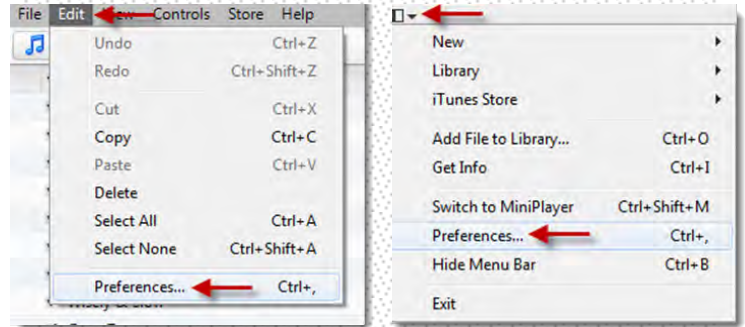 File Edit View Controls Store Help
Undo Ctrl+Z
Redo Ctrl+Shift+Z
Cut Ctrl+X
Copy Ctrl+C
Paste Ctrl+V
Delete
Select All Ctrl+A
Select None Ctrl+Shift+A
Preferences... Ctrl+,
New
Library
iTunes Store
Add File to Library... Ctrl+O
Get Info Ctrl+I
Switch to MiniPlayer Ctrl+Shift+M
Preferences... Ctrl+,
Hide Menu Bar Ctrl+B
Exit